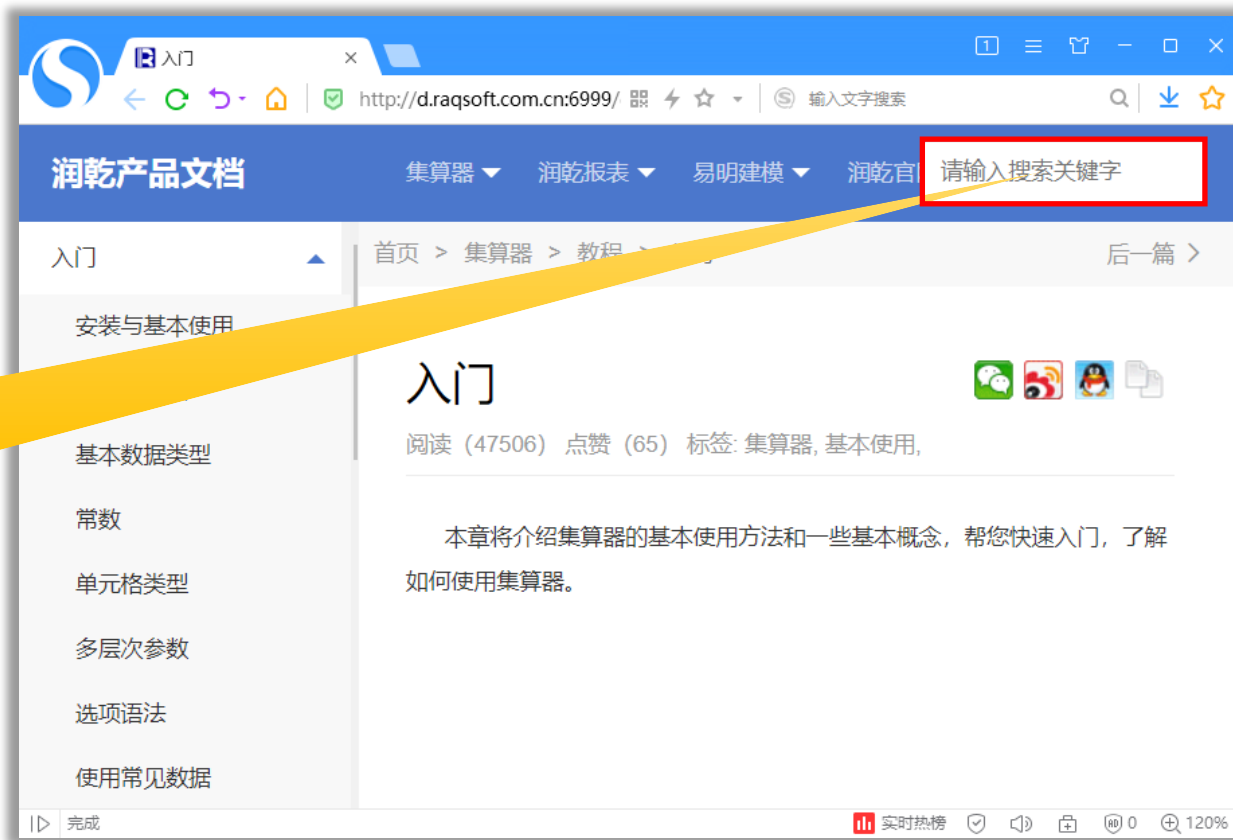 入门
1
http://d.raqsoft.com.cn:6999/
输入文字搜索
润乾产品文档
集算器
润乾报表
易明建模
润乾官
请输入搜索关键字
入门
首页 > 集算器 > 教程 >
后一篇 >
安装与基本使用
基本数据类型
常数
单元格类型
多层次参数
选项语法
使用常见数据
入门
阅读（47506） 点赞（65） 标签: 集算器, 基本使用,
本章将介绍集算器的基本使用方法和一些基本概念，帮您快速入门，了解
如何使用集算器。
完成
实时热榜
AD 0
120%